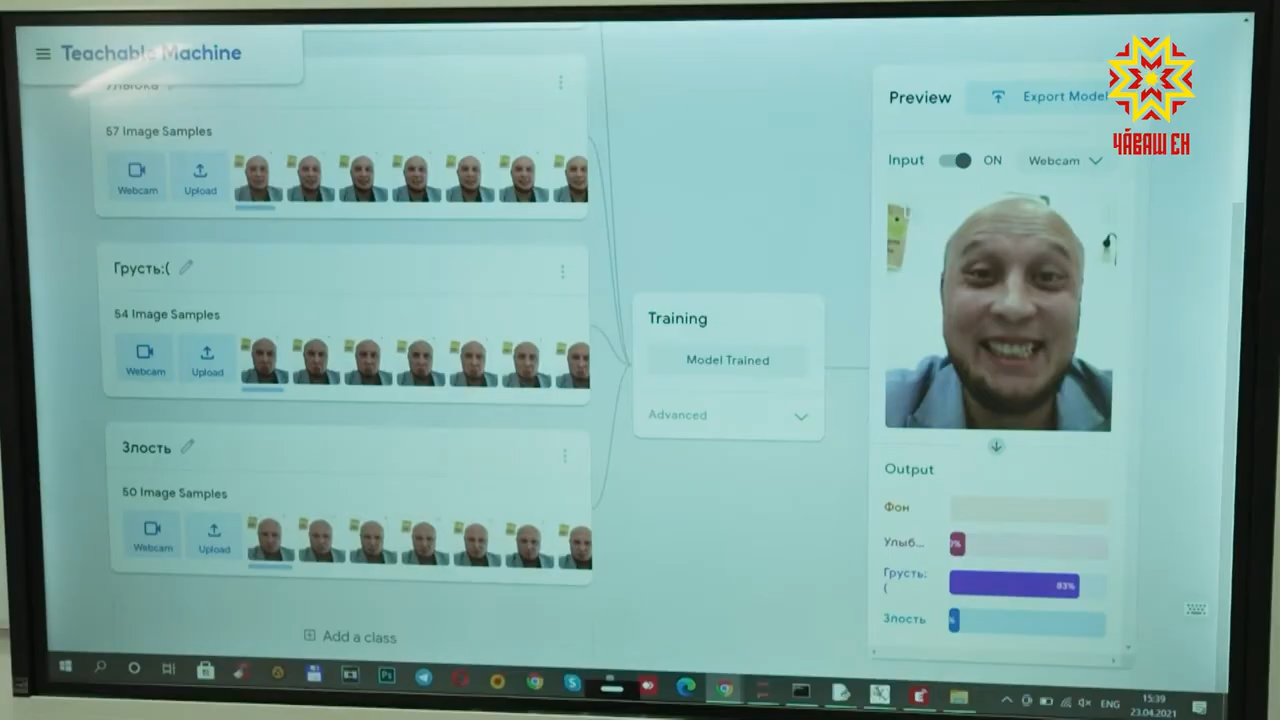 Teachable Machine
Улыбка
57 Image Samples
Webcam
Upload
Грусть:(
54 Image Samples
Webcam
Upload
Злость
50 Image Samples
Webcam
Upload
Add a class
Training
Model Trained
Advanced
Preview
Export Model
Input
ON
Webcam
Output
Фон
Улыб...
Грусть:
(
83%
Злость
ЧӐВАШ ЕН
ENG
15:39
23.04.2021